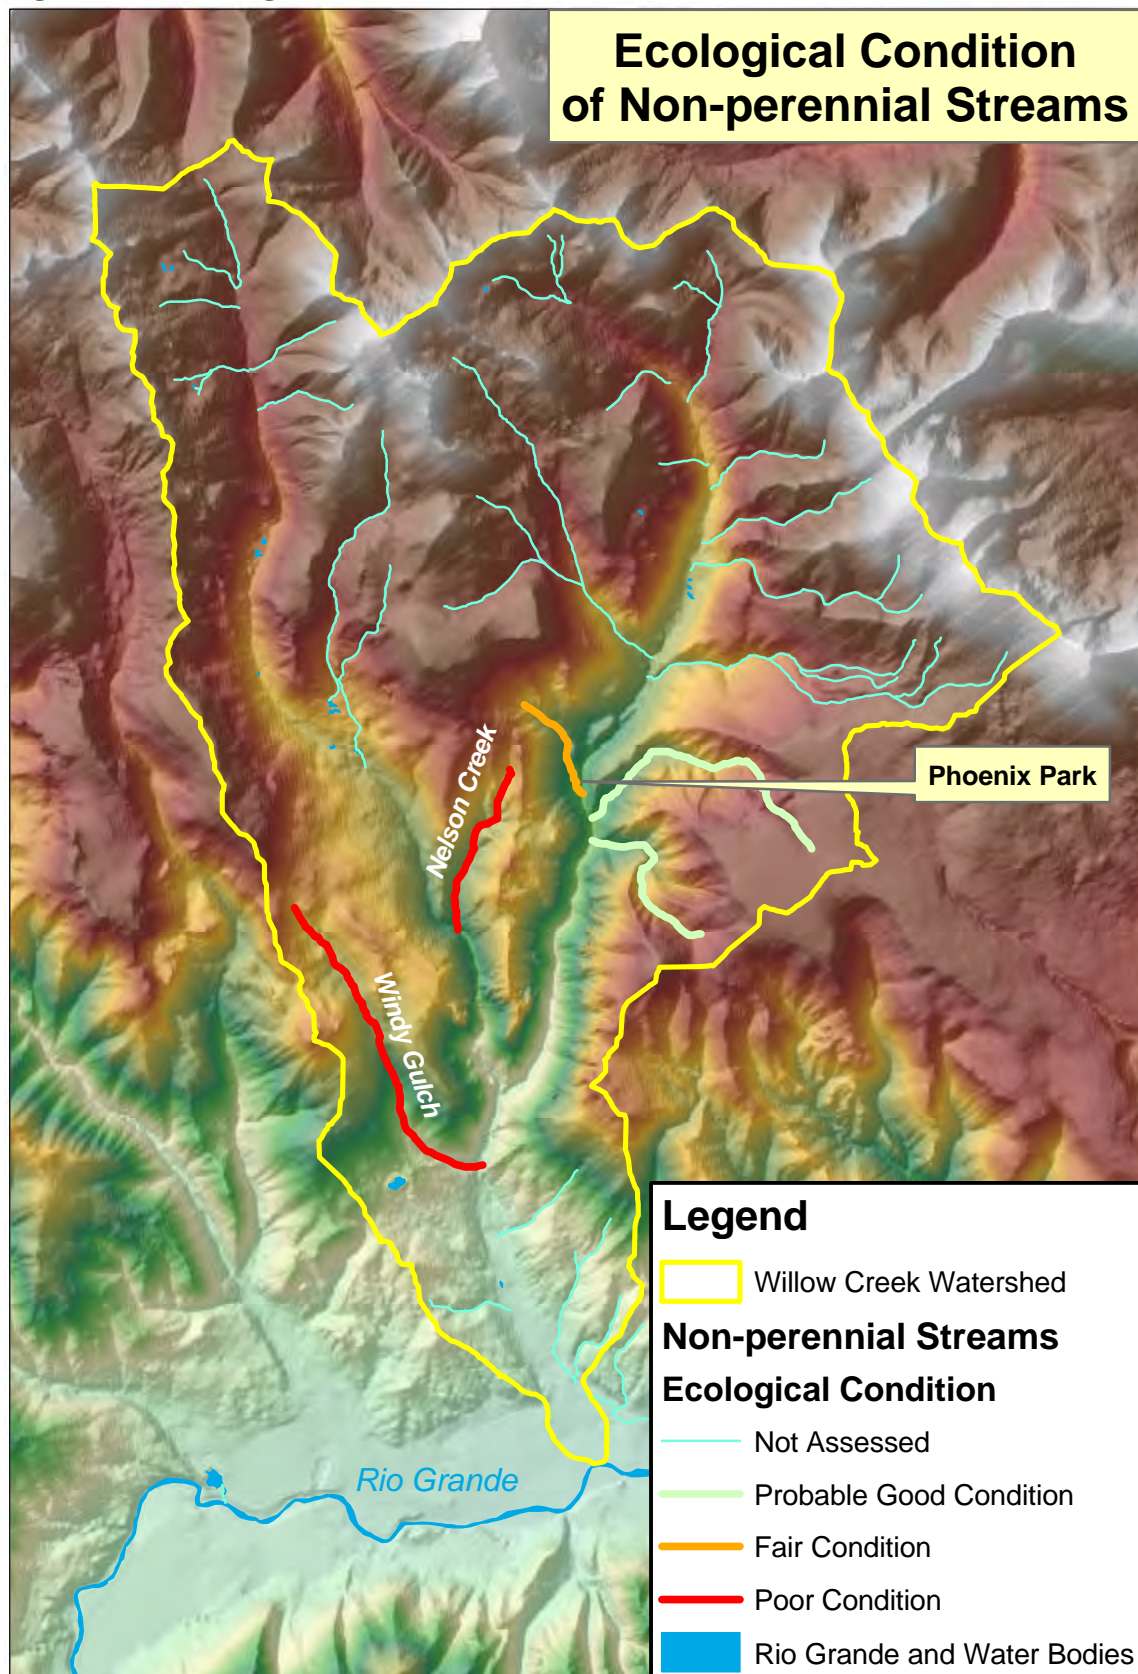 Ecological Condition
of Non-perennial Streams
Nelson Creek
Phoenix Park
Windy Gulch
Rio Grande
Legend
Willow Creek Watershed
Non-perennial Streams
Ecological Condition
Not Assessed
Probable Good Condition
Fair Condition
Poor Condition
Rio Grande and Water Bodies